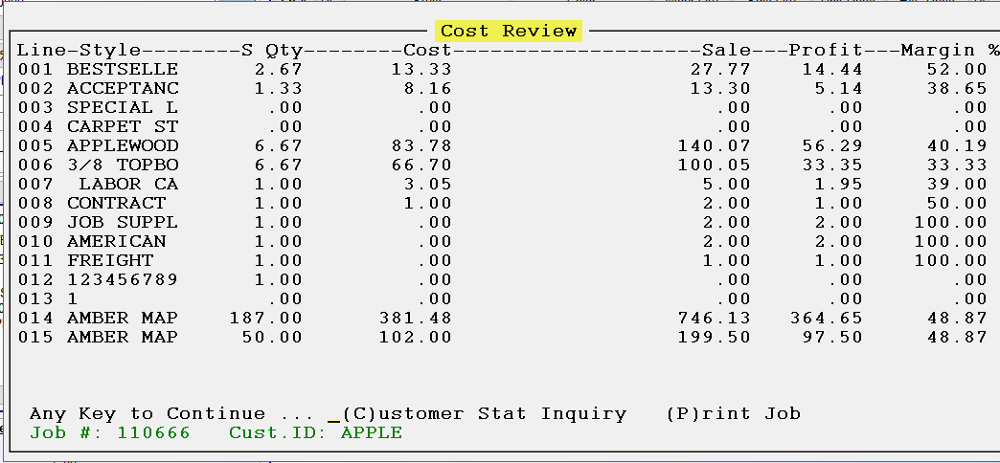 Cost Review
Line-Style--------S Qty--------Cost--------------------Sale---Profit---Margin %
001 BESTSELLE 2.67 13.33 27.77 14.44 52.00
002 ACCEPTANC 1.33 8.16 13.30 5.14 38.65
003 SPECIAL L .00 .00 .00 .00 .00
004 CARPET ST .00 .00 .00 .00 .00
005 APPLEWOOD 6.67 83.78 140.07 56.29 40.19
006 3/8 TOPBO 6.67 66.70 100.05 33.35 33.33
007 LABOR CA 1.00 3.05 5.00 1.95 39.00
008 CONTRACT 1.00 1.00 2.00 1.00 50.00
009 JOB SUPPL 1.00 .00 2.00 2.00 100.00
010 AMERICAN 1.00 .00 2.00 2.00 100.00
011 FREIGHT 1.00 .00 1.00 1.00 100.00
012 123456789 1.00 .00 .00 .00 .00
013 1 .00 .00 .00 .00 .00
014 AMBER MAP 187.00 381.48 746.13 364.65 48.87
015 AMBER MAP 50.00 102.00 199.50 97.50 48.87
Any Key to Continue ... _(C)ustomer Stat Inquiry (P)rint Job
Job #: 110666 Cust.ID: APPLE